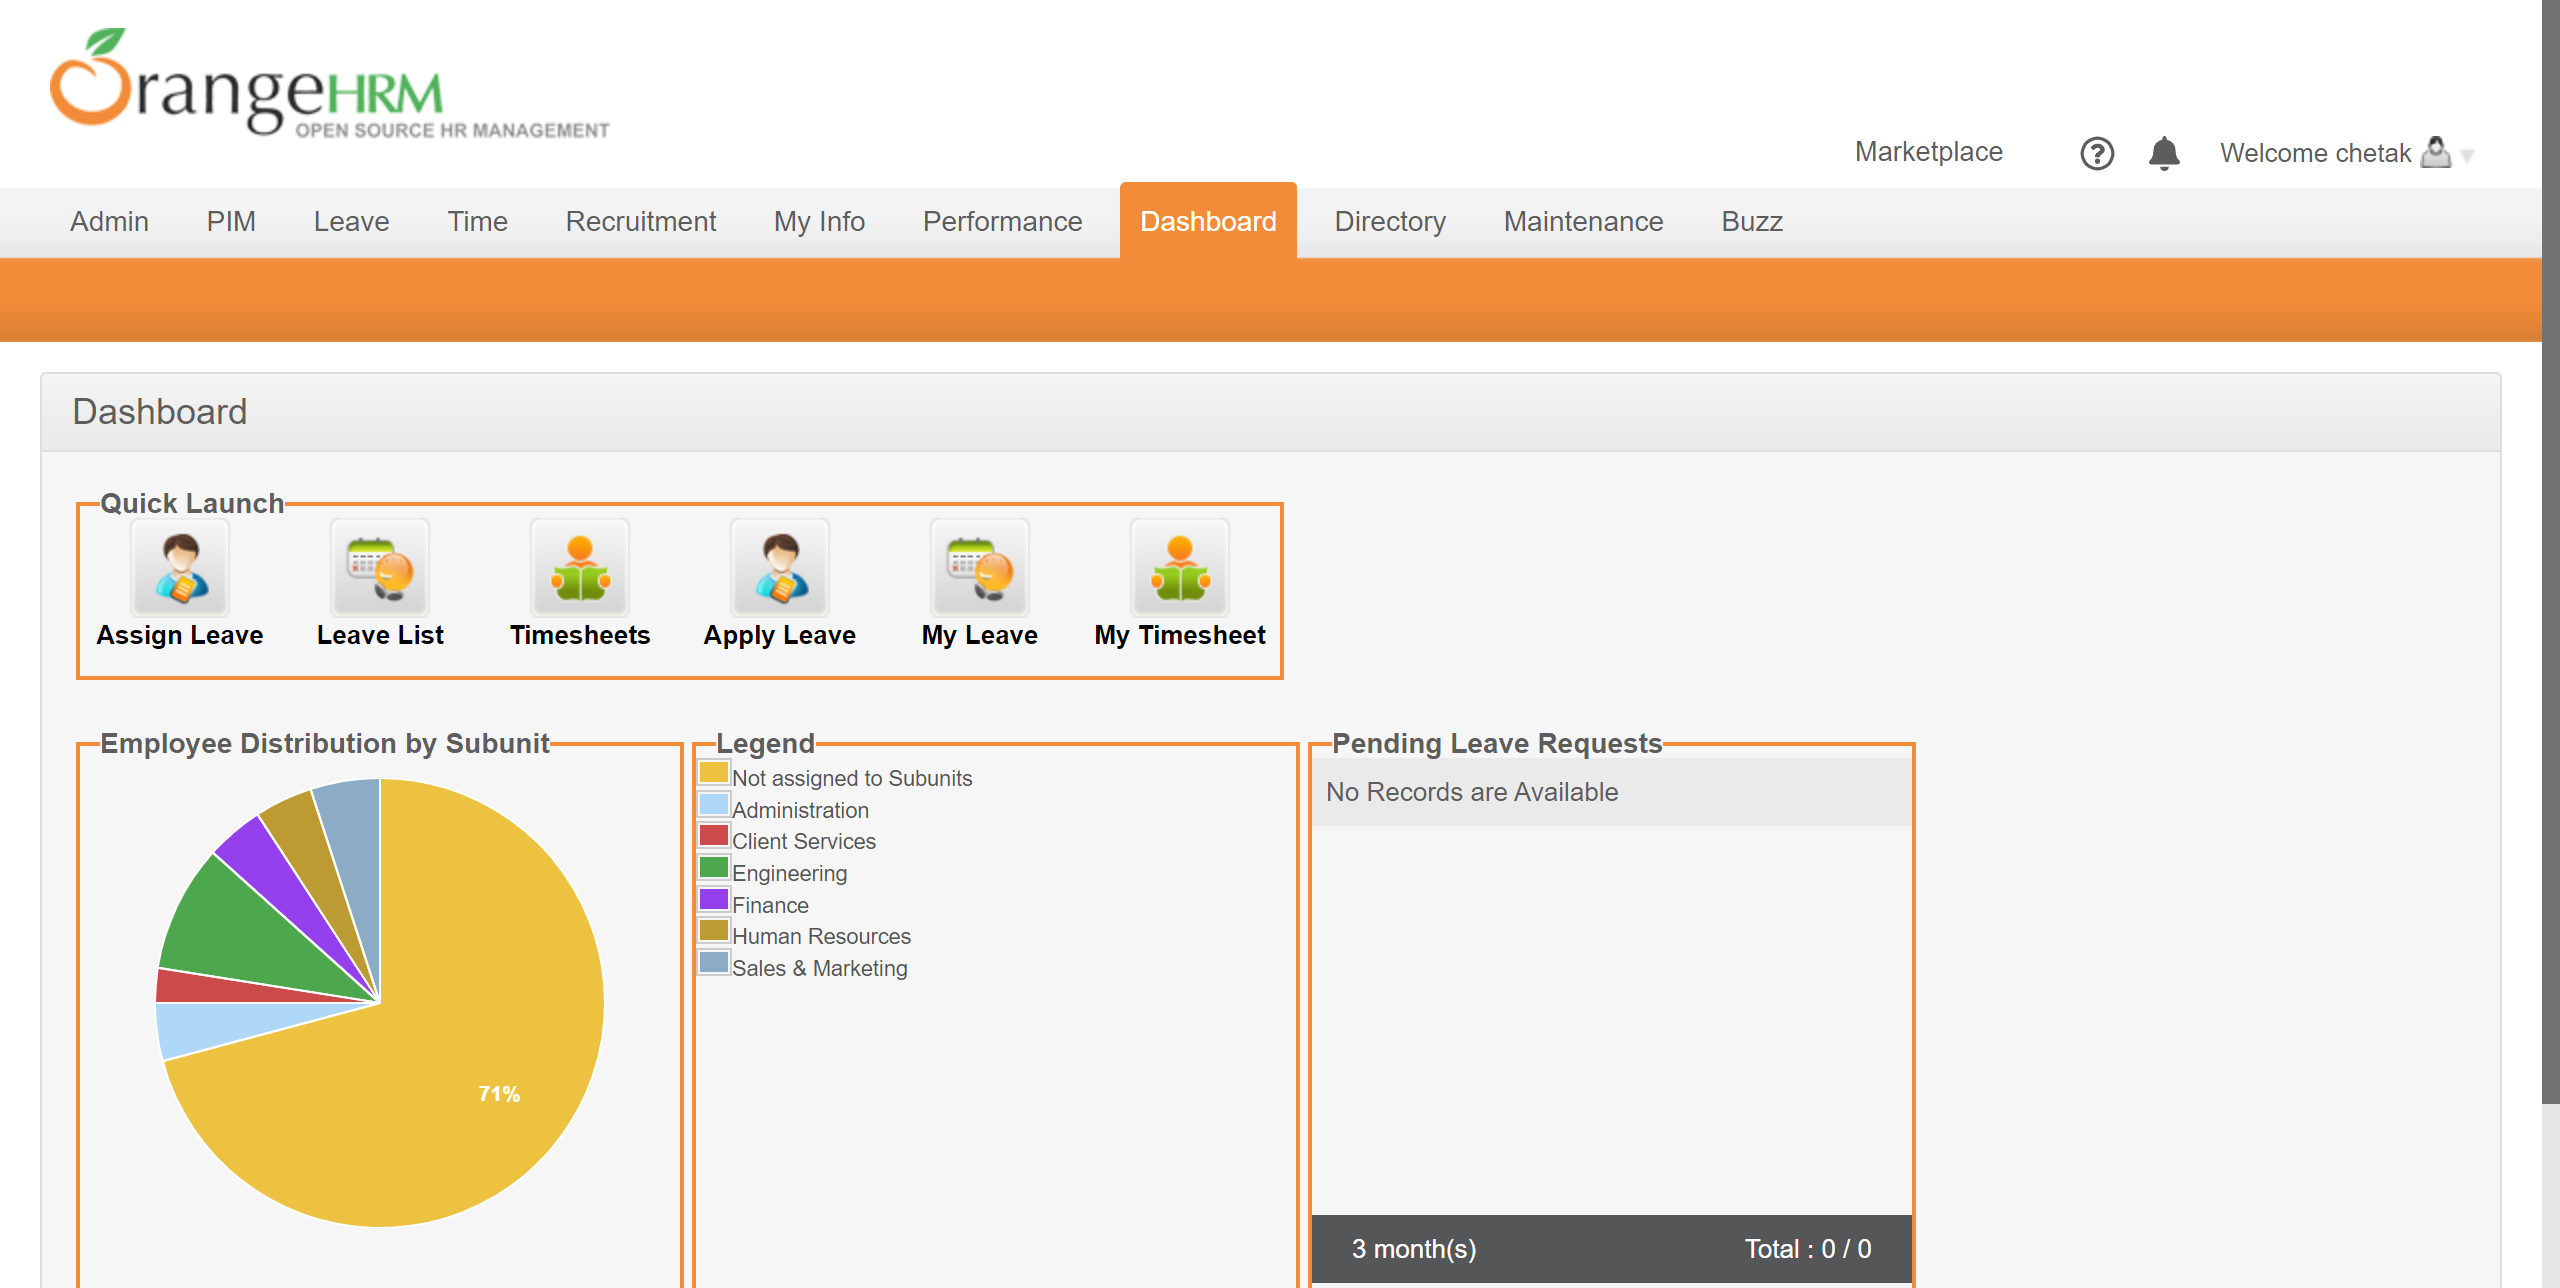 OrangeHRM
OPEN SOURCE HR MANAGEMENT
Marketplace
Welcome chetak
Admin PIM Leave Time Recruitment My Info Performance Dashboard Directory Maintenance Buzz
Dashboard
Quick Launch
Assign Leave Leave List Timesheets Apply Leave My Leave My Timesheet
Employee Distribution by Subunit
71%
Legend
Not assigned to Subunits
Administration
Client Services
Engineering
Finance
Human Resources
Sales & Marketing
Pending Leave Requests
No Records are Available
3 month(s) Total : 0 / 0